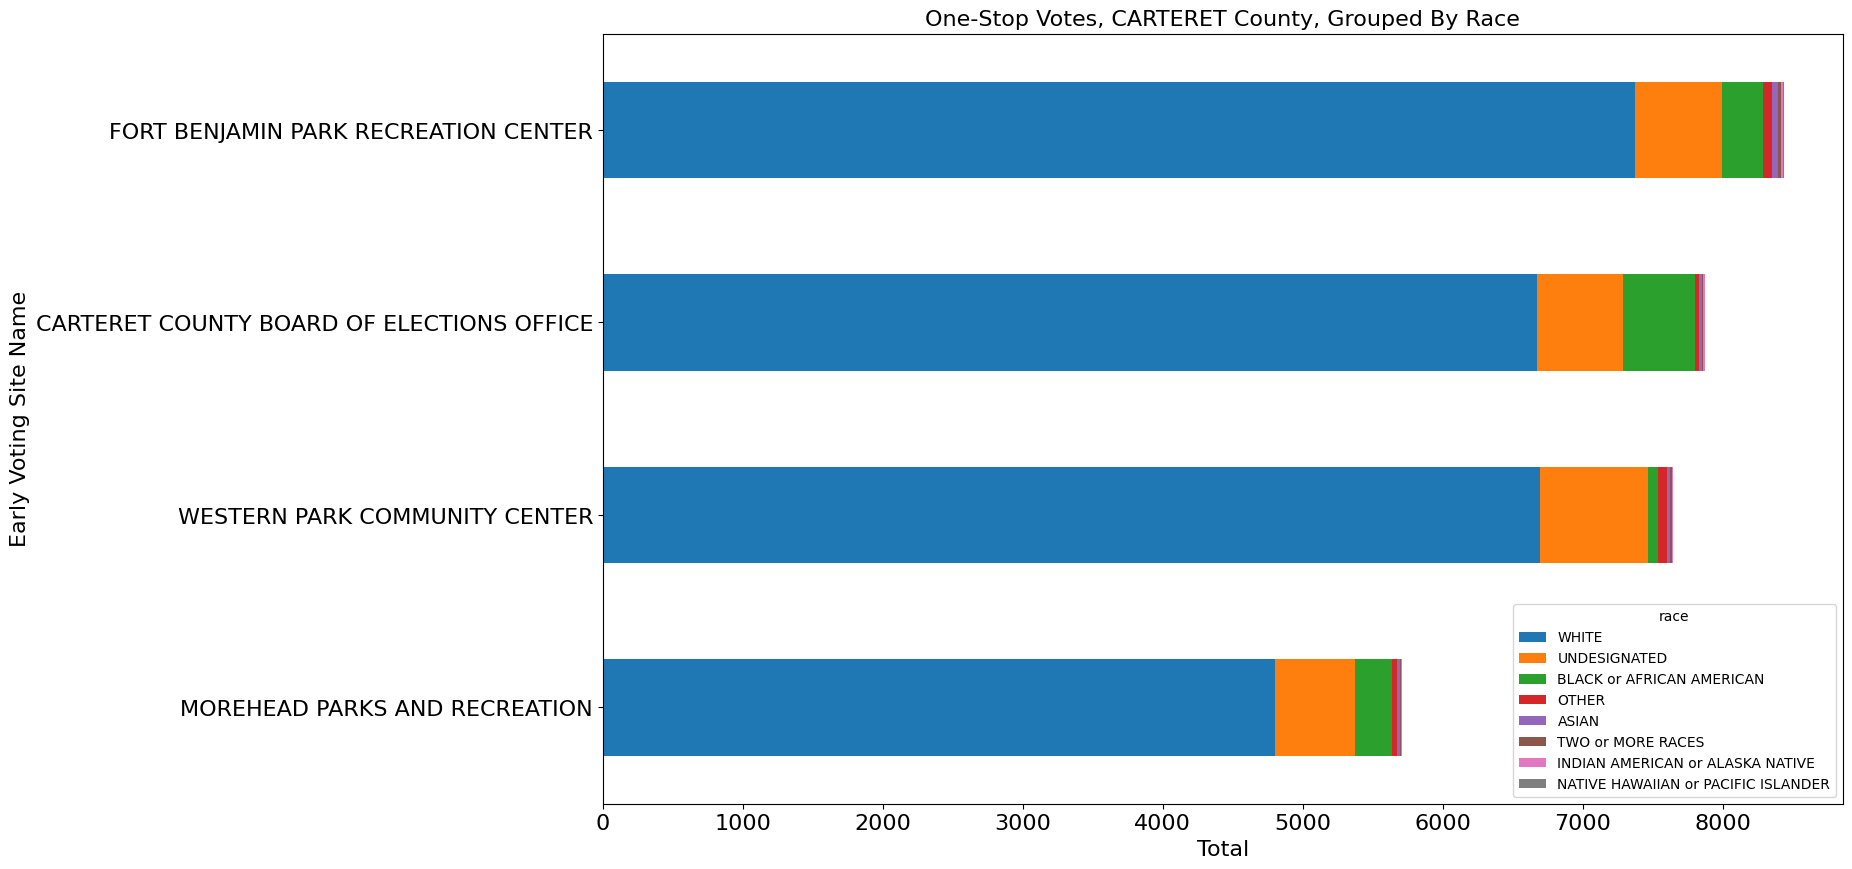 One-Stop Votes, CARTERET County, Grouped By Race
Early Voting Site Name
FORT BENJAMIN PARK RECREATION CENTER
CARTERET COUNTY BOARD OF ELECTIONS OFFICE
WESTERN PARK COMMUNITY CENTER
MOREHEAD PARKS AND RECREATION
race
WHITE
UNDESIGNATED
BLACK or AFRICAN AMERICAN
OTHER
ASIAN
TWO or MORE RACES
INDIAN AMERICAN or ALASKA NATIVE
NATIVE HAWAIIAN or PACIFIC ISLANDER
0 1000 2000 3000 4000 5000 6000 7000 8000
Total